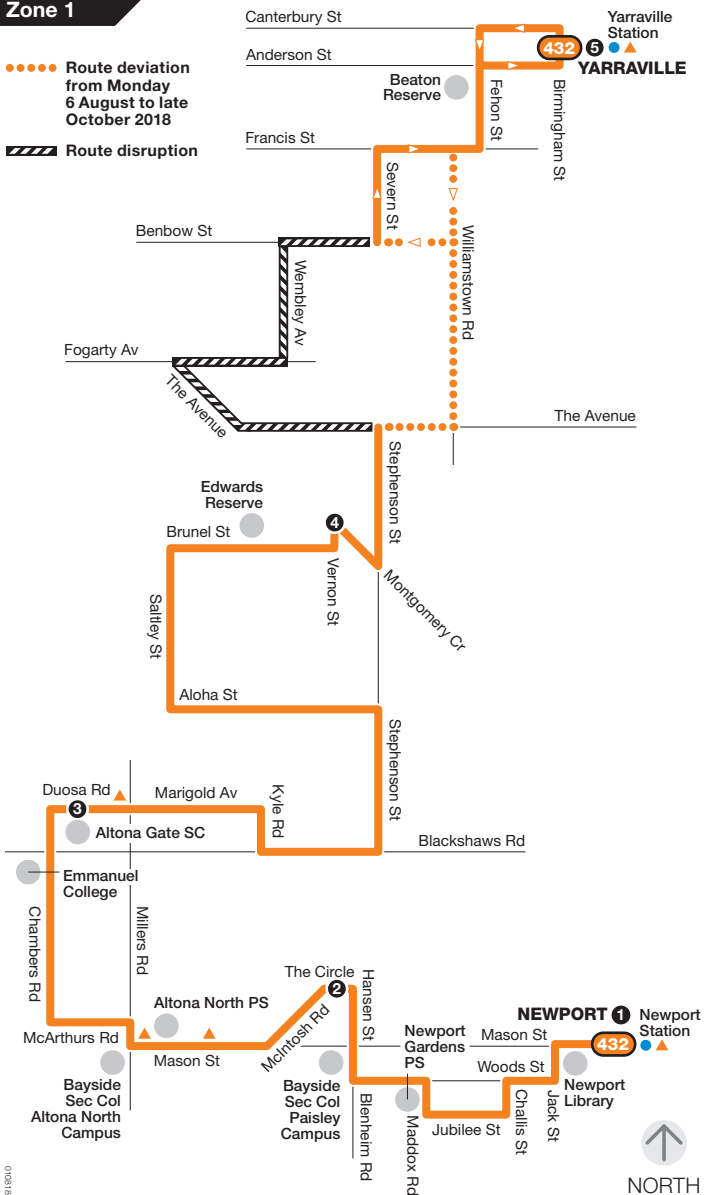 Zone 1
Route deviation
from Monday
6 August to late
October 2018
Route disruption
Canterbury St
Yarraville
Station
432
5
Anderson St
YARRAVILLE
Beaton
Reserve
Fehon St
Birmingham St
Francis St
Severn St
Benbow St
Williamstown Rd
Wembley Av
Fogarty Av
The Avenue
The Avenue
Stephenson St
Edwards
Reserve
4
Brunel St
Vernon St
Montgomery Cr
Saltley St
Aloha St
Stephenson St
Duosa Rd
Marigold Av
Kyle Rd
3
Altona Gate SC
Blackshaws Rd
Emmanuel
College
Chambers Rd
Millers Rd
The Circle
2
Hansen St
Altona North PS
McIntosh Rd
NEWPORT 1
Newport
Station
432
McArthurs Rd
Mason St
Newport
Gardens
PS
Mason St
Woods St
Bayside
Sec Col
Altona North
Campus
Bayside
Sec Col
Paisley
Campus
Blenheim Rd
Maddox Rd
Jubilee St
Challis St
Jack St
Newport
Library
NORTH
010818